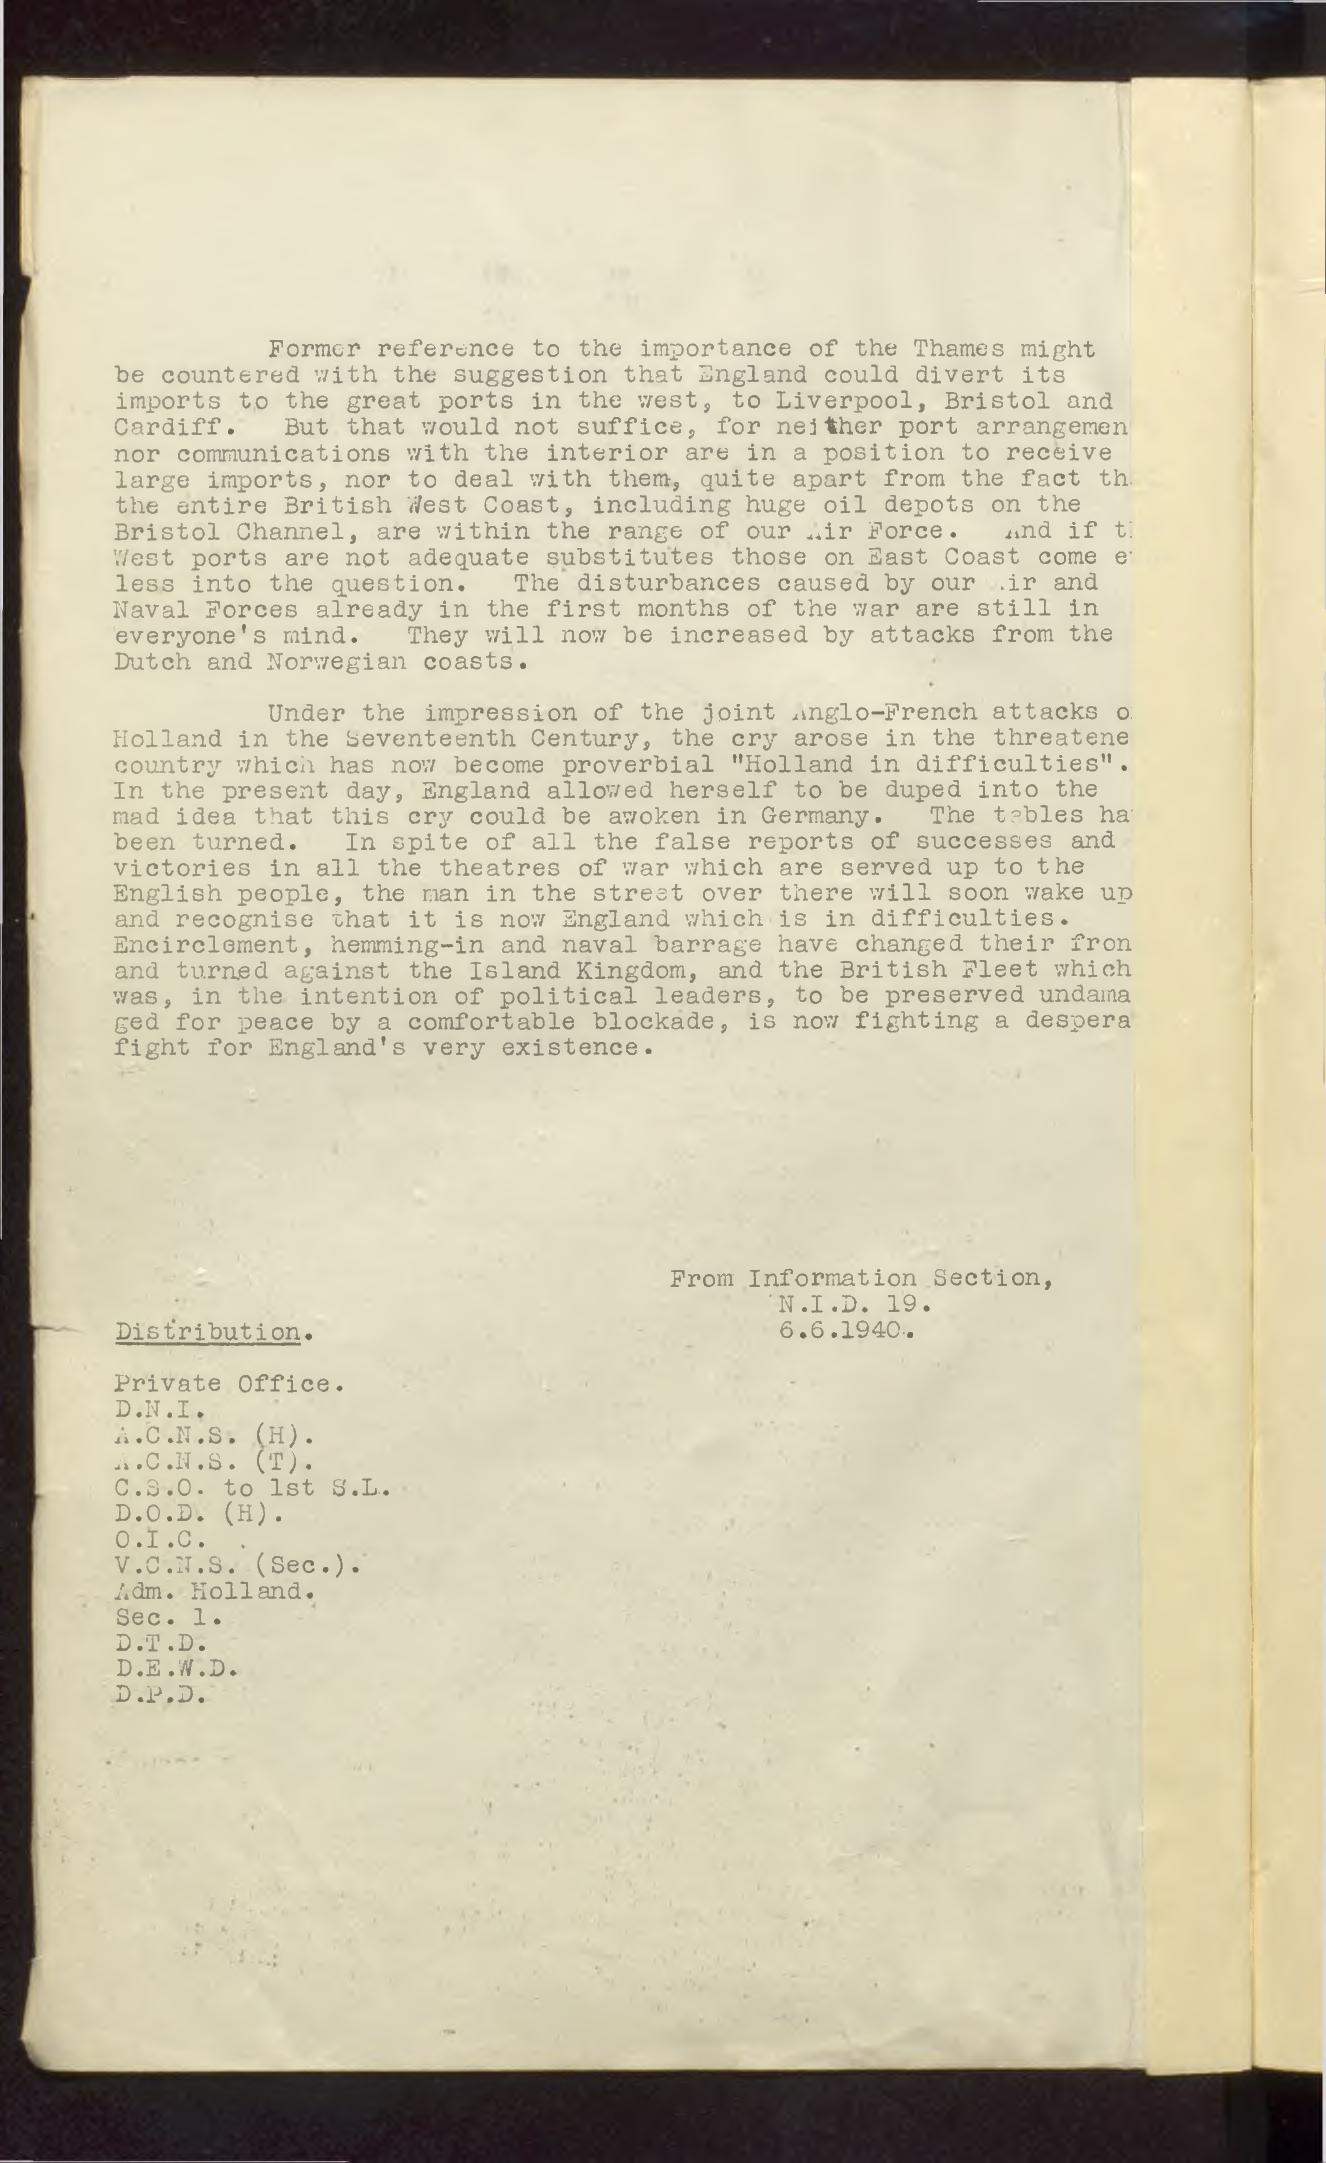 Former reference to the importance of the Thames might
be countered with the suggestion that England could divert its
imports to the great ports in the west, to Liverpool, Bristol and
Cardiff. But that would not suffice, for neither port arrangemen
nor communications with the interior are in a position to receive
large imports, nor to deal with them, quite apart from the fact th
the entire British West Coast, including huge oil depots on the
Bristol Channel, are within the range of our Air Force. And if t
West ports are not adequate substitutes those on East Coast come e
less into the question. The disturbances caused by our Air and
Naval Forces already in the first months of the war are still in
everyone's mind. They will now be increased by attacks from the
Dutch and Norwegian coasts.
Under the impression of the joint Anglo-French attacks o
Holland in the Seventeenth Century, the cry arose in the threatene
country which has now become proverbial "Holland in difficulties".
In the present day, England allowed herself to be duped into the
mad idea that this cry could be awoken in Germany. The tables ha
been turned. In spite of all the false reports of successes and
victories in all the theatres of war which are served up to the
English people, the man in the street over there will soon wake up
and recognise that it is now England which is in difficulties.
Encirclement, hemming-in and naval barrage have changed their fron
and turned against the Island Kingdom, and the British Fleet which
was, in the intention of political leaders, to be preserved undama
ged for peace by a comfortable blockade, is now fighting a despera
fight for England's very existence.
From Information Section,
N.I.D. 19.
6.6.1940.
Distribution.
Private Office.
D.N.I.
A.C.N.S. (H).
A.C.N.S. (T).
C.S.O. to 1st S.L.
D.O.D. (H).
O.I.C.
V.C.N.S. (Sec.).
Adm. Holland.
Sec. 1.
D.T.D.
D.E.W.D.
D.P.D.